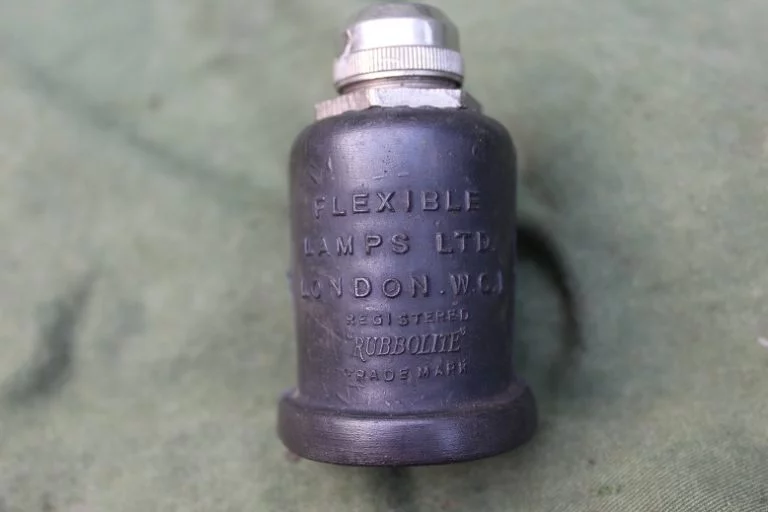 FLEXIBLE
LAMPS LTD.
LONDON.W.C.1
REGISTERED
"RUBBOLITE"
TRADE MARK